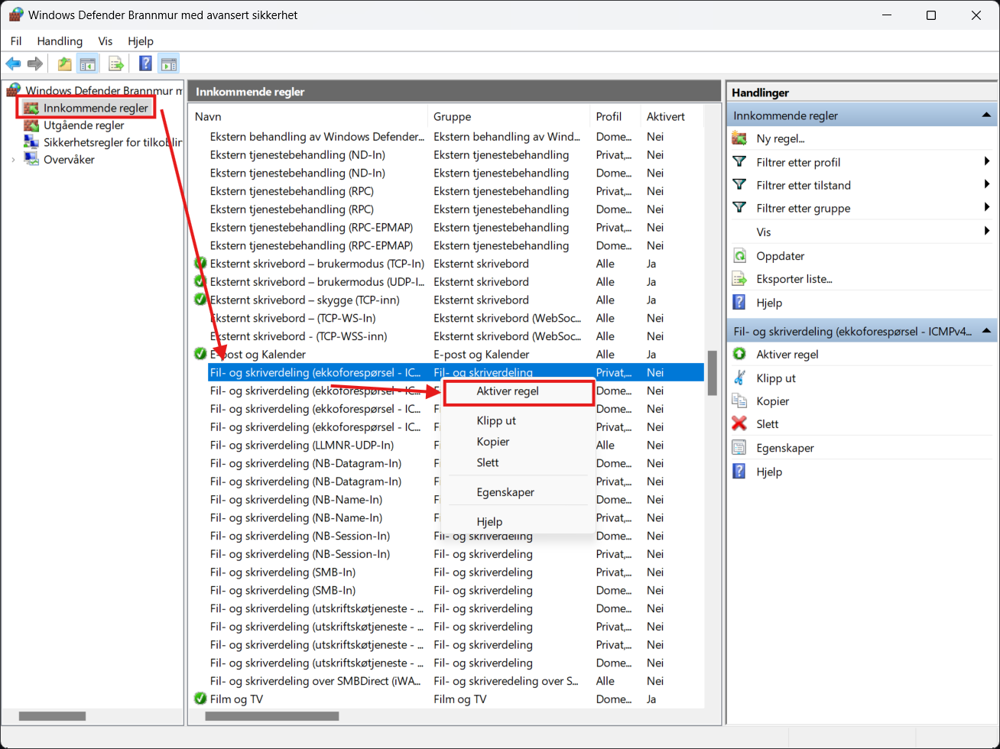 Windows Defender Brannmur med avansert sikkerhet
Fil Handling Vis Hjelp
Windows Defender Brannmur m
Innkommende regler
Utgående regler
Sikkerhetsregler for tilkoblin
Overvåker
Innkommende regler
Navn Gruppe Profil Aktivert
Ekstern behandling av Windows Defender... Ekstern behandling av Wind... Dome... Nei
Ekstern tjenestebehandling (ND-In) Ekstern tjenestebehandling Privat,... Nei
Ekstern tjenestebehandling (ND-In) Ekstern tjenestebehandling Dome... Nei
Ekstern tjenestebehandling (RPC) Ekstern tjenestebehandling Privat,... Nei
Ekstern tjenestebehandling (RPC) Ekstern tjenestebehandling Dome... Nei
Ekstern tjenestebehandling (RPC-EPMAP) Ekstern tjenestebehandling Privat,... Nei
Ekstern tjenestebehandling (RPC-EPMAP) Ekstern tjenestebehandling Dome... Nei
Eksternt skrivebord – brukermodus (TCP-In) Eksternt skrivebord Alle Ja
Eksternt skrivebord – brukermodus (UDP-I... Eksternt skrivebord Alle Ja
Eksternt skrivebord – skygge (TCP-inn) Eksternt skrivebord Alle Ja
Eksternt skrivebord – (TCP-WS-In) Eksternt skrivebord (WebSoc... Alle Nei
Eksternt skrivebord - (TCP-WSS-inn) Eksternt skrivebord (WebSoc... Alle Nei
E-post og Kalender E-post og Kalender Alle Ja
Fil- og skriverdeling (ekkoforespørsel - IC... Fil- og skriverdeling Privat,... Nei
Fil- og skriverdeling (ekkoforespørsel - IC... F Dome... Nei
Fil- og skriverdeling (ekkoforespørsel - IC... F Dome... Nei
Fil- og skriverdeling (ekkoforespørsel - IC... F Privat,... Nei
Fil- og skriverdeling (LLMNR-UDP-In) F Alle Nei
Fil- og skriverdeling (NB-Datagram-In) F Dome... Nei
Fil- og skriverdeling (NB-Datagram-In) F Privat,... Nei
Fil- og skriverdeling (NB-Name-In) F Dome... Nei
Fil- og skriverdeling (NB-Name-In) F Privat,... Nei
Fil- og skriverdeling (NB-Session-In) Fil- og skriverdeling Dome... Nei
Fil- og skriverdeling (NB-Session-In) Fil- og skriverdeling Privat,... Nei
Fil- og skriverdeling (SMB-In) Fil- og skriverdeling Privat,... Nei
Fil- og skriverdeling (SMB-In) Fil- og skriverdeling Dome... Nei
Fil- og skriverdeling (utskriftskøtjeneste - ... Fil- og skriverdeling Dome... Nei
Fil- og skriverdeling (utskriftskøtjeneste - ... Fil- og skriverdeling Privat,... Nei
Fil- og skriverdeling (utskriftskøtjeneste - ... Fil- og skriverdeling Privat,... Nei
Fil- og skriverdeling (utskriftskøtjeneste - ... Fil- og skriverdeling Dome... Nei
Fil- og skriverdeling over SMBDirect (iWA... Fil- og skriveredeling over S... Alle Nei
Film og TV Film og TV Dome... Ja
Aktiver regel
Klipp ut
Kopier
Slett
Egenskaper
Hjelp
Handlinger
Innkommende regler
Ny regel...
Filtrer etter profil
Filtrer etter tilstand
Filtrer etter gruppe
Vis
Oppdater
Eksporter liste...
Hjelp
Fil- og skriverdeling (ekkoforespørsel - ICMPv4...
Aktiver regel
Klipp ut
Kopier
Slett
Egenskaper
Hjelp